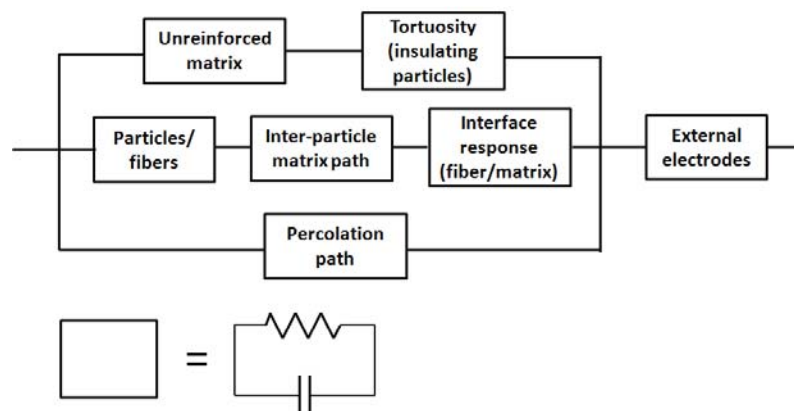 Unreinforced
matrix
Tortuosity
(insulating
particles)
Particles/
fibers
Inter-particle
matrix path
Interface
response
(fiber/matrix)
External
electrodes
Percolation
path
=